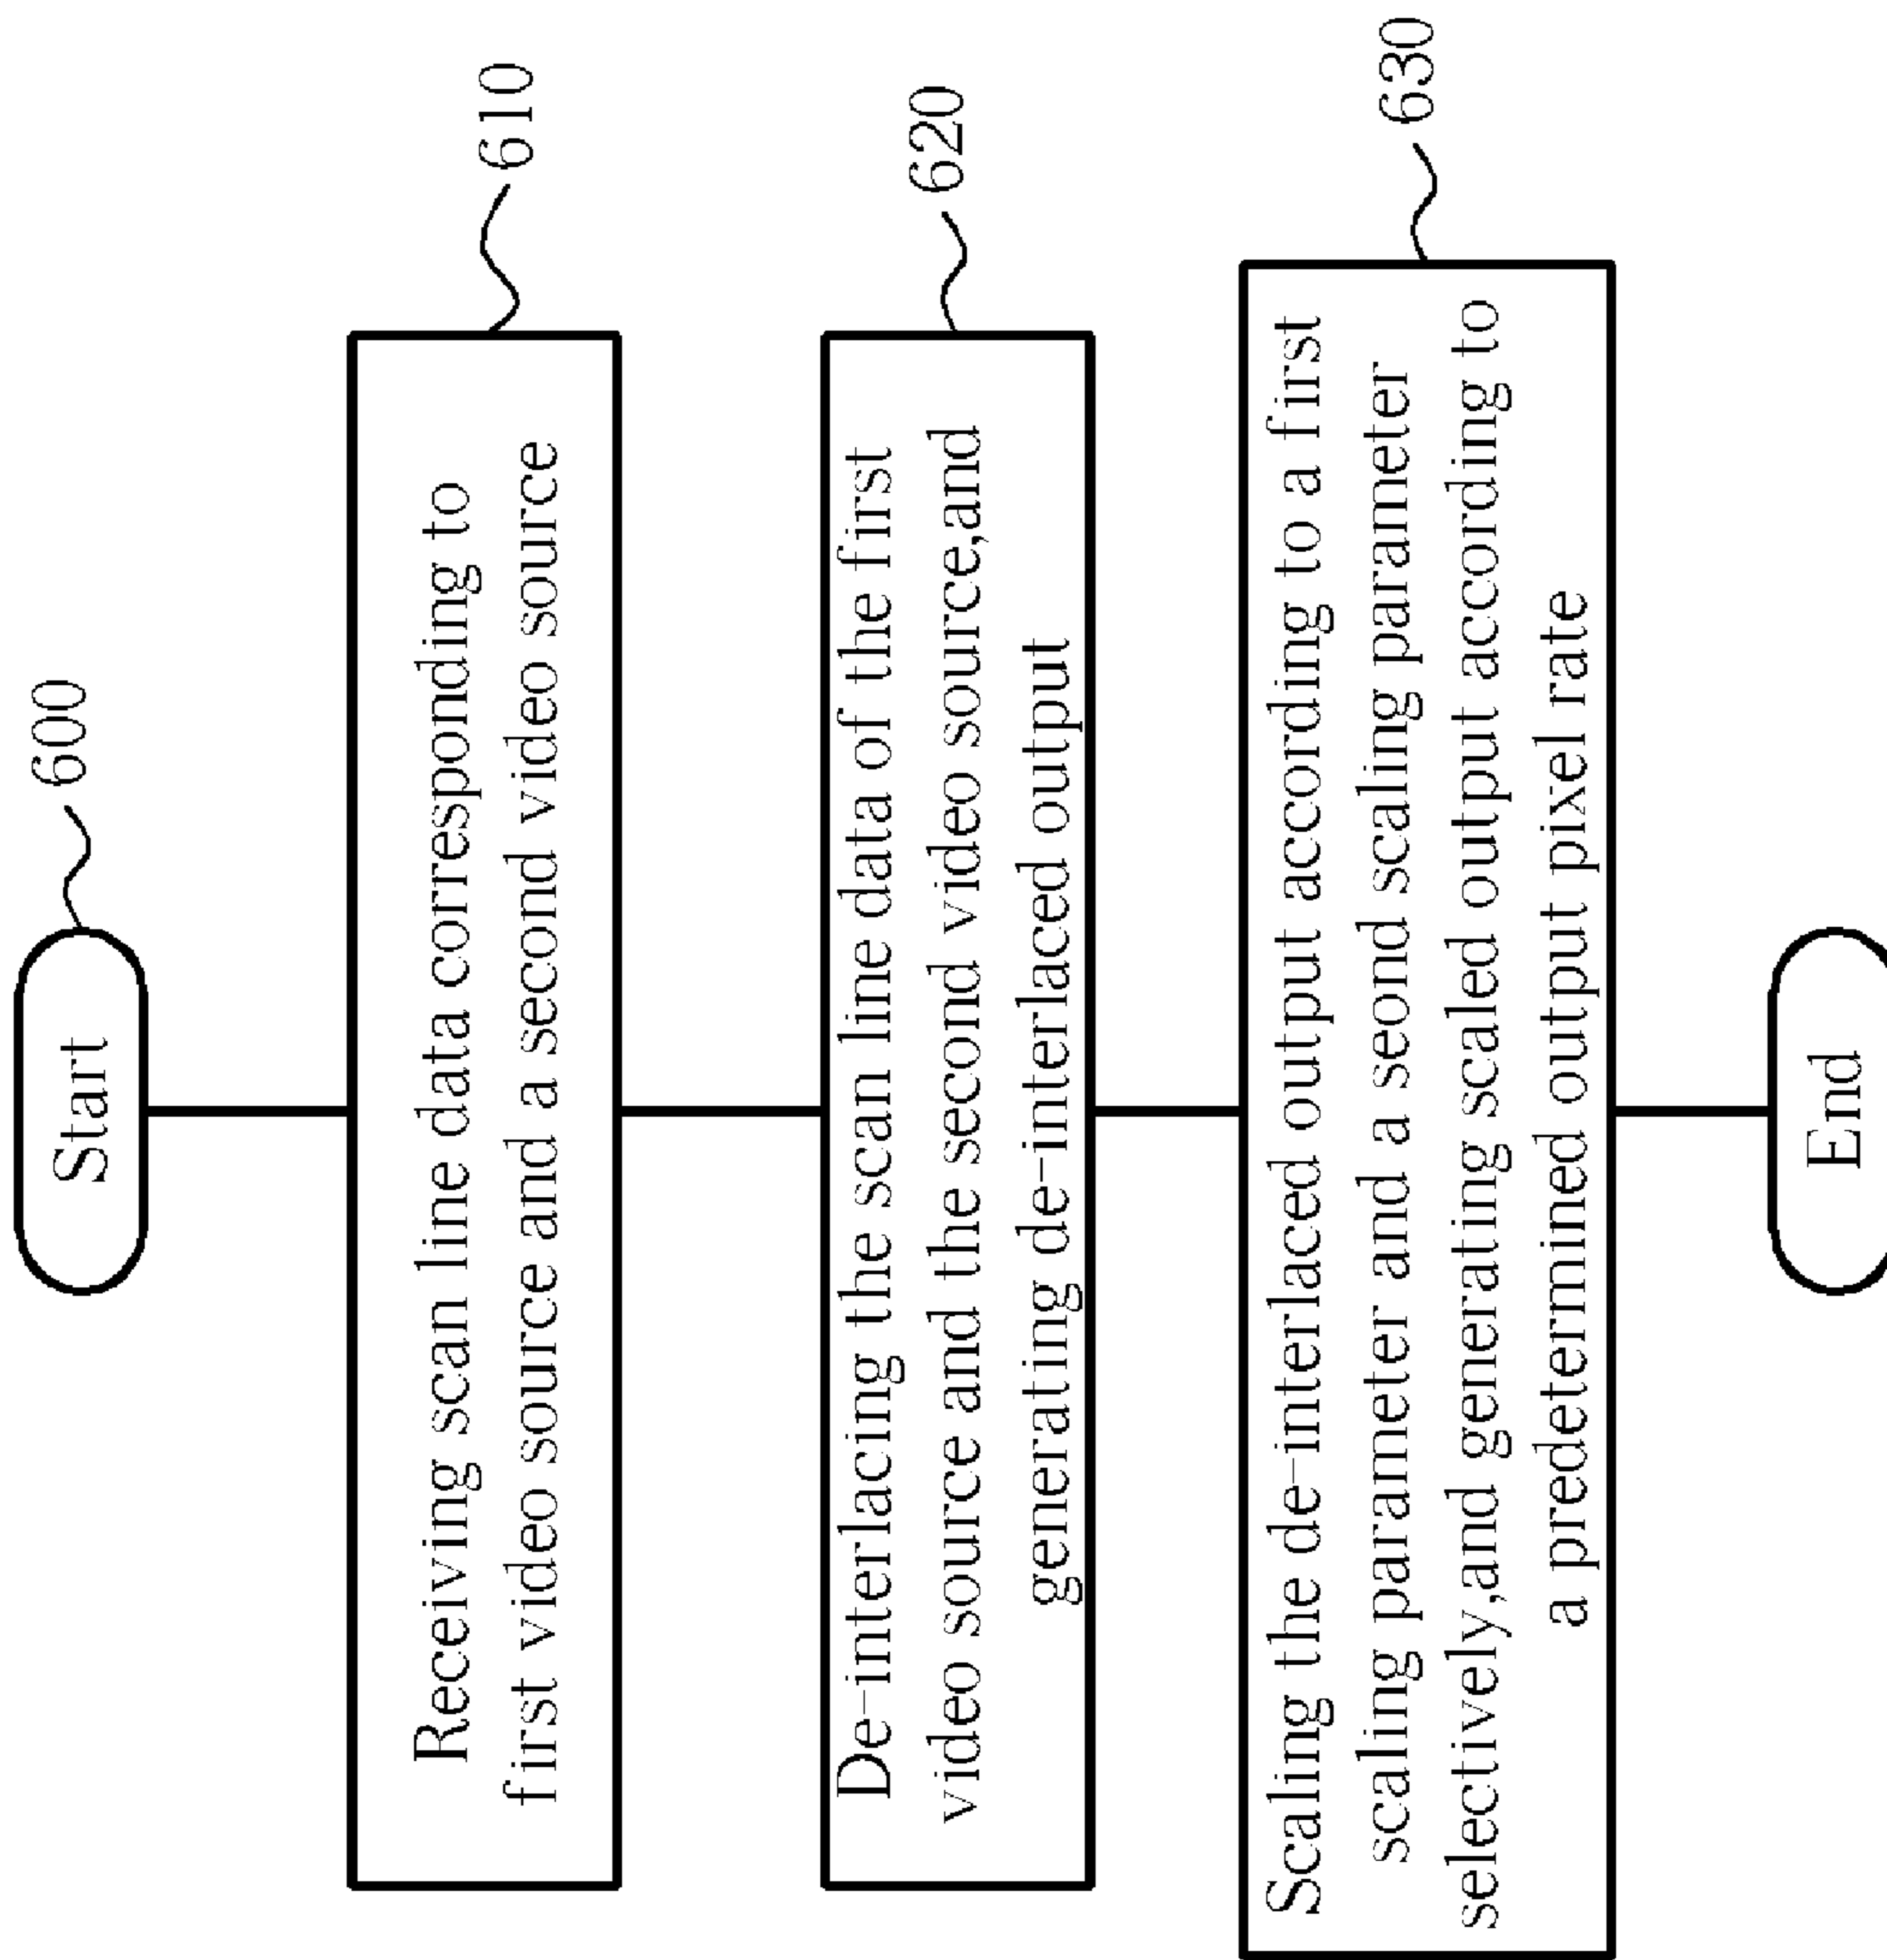 Start
600
Receiving scan line data corresponding to
first video source and a second video source
610
De-interlacing the scan line data of the first
video source and the second video source,and
generating de-interlaced output
620
Scaling the de-interlaced output according to a first
scaling parameter and a second scaling parameter
selectively,and generating scaled output according to
a predetermined output pixel rate
630
End